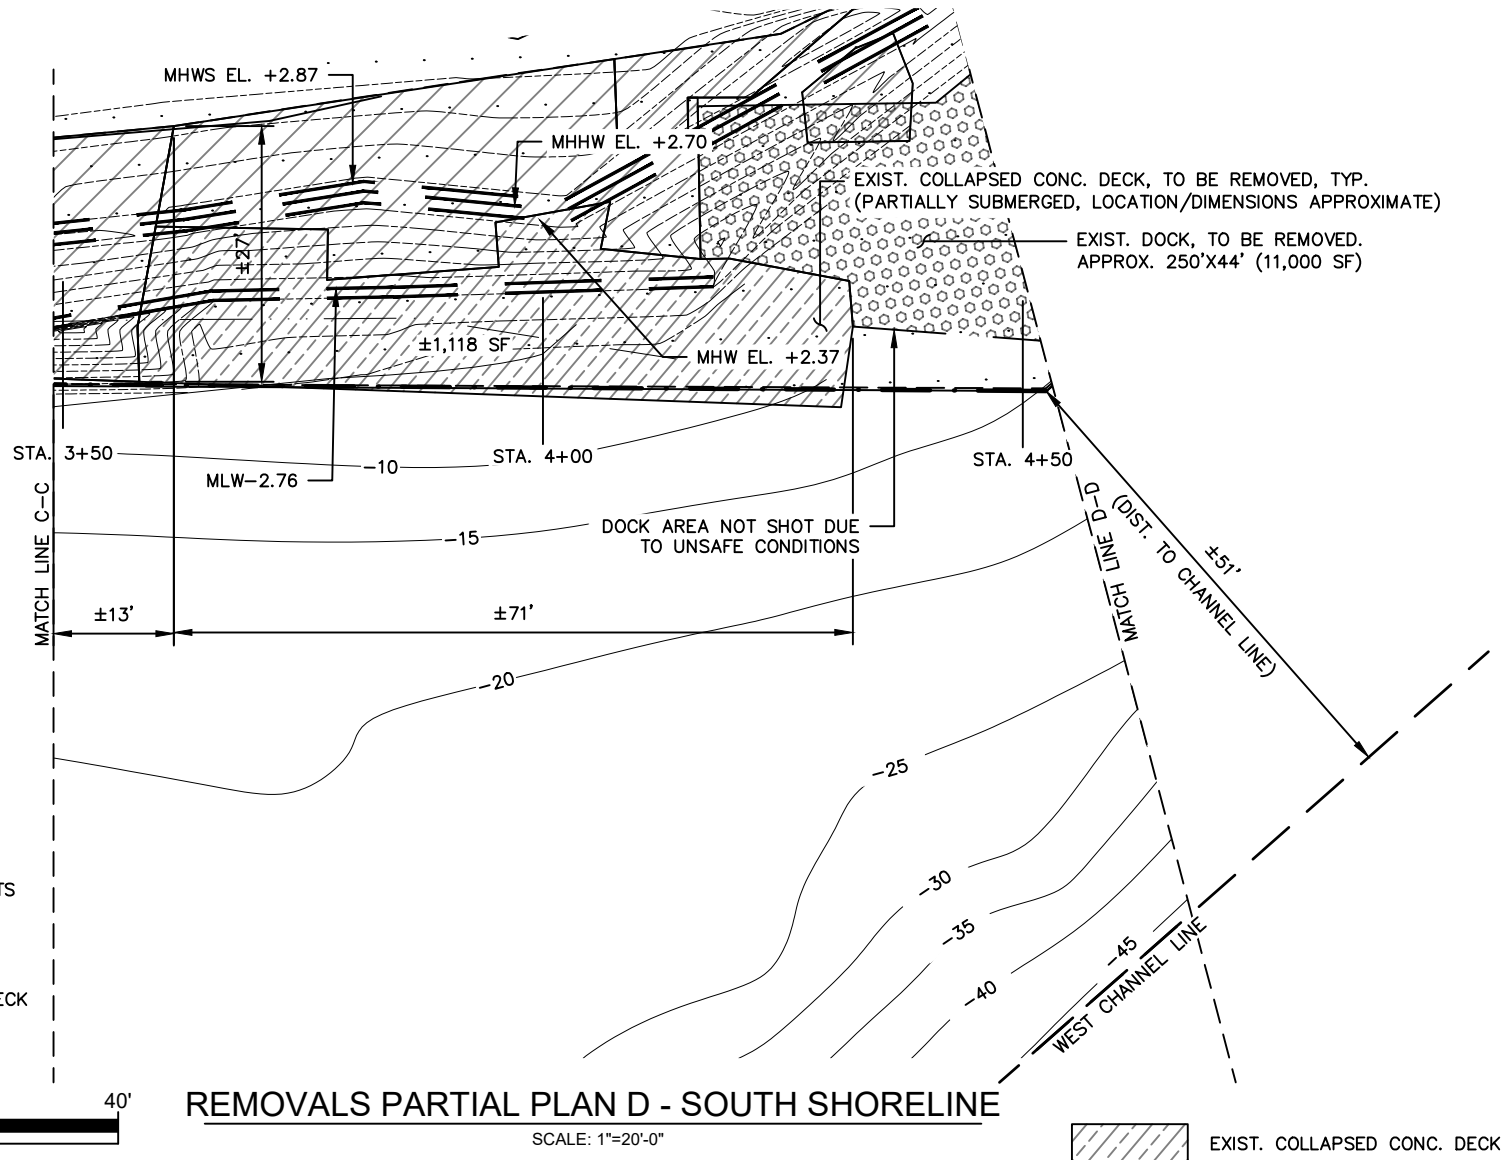 MHWS EL. +2.87
MHHW EL. +2.70
EXIST. COLLAPSED CONC. DECK, TO BE REMOVED, TYP.
(PARTIALLY SUBMERGED, LOCATION/DIMENSIONS APPROXIMATE)
EXIST. DOCK, TO BE REMOVED.
APPROX. 250'X44' (11,000 SF)
±27'
±1,118 SF
MHW EL. +2.37
STA. 3+50
STA. 4+00
STA. 4+50
-10
MLW-2.76
MATCH LINE C-C
DOCK AREA NOT SHOT DUE
TO UNSAFE CONDITIONS
-15
MATCH LINE D-D
±51'
(DIST. TO CHANNEL LINE)
±13'
±71'
-20
-25
-30
-35
-40
-45
WEST CHANNEL LINE
TS
ECK
40'
REMOVALS PARTIAL PLAN D - SOUTH SHORELINE
SCALE: 1"=20'-0"
EXIST. COLLAPSED CONC. DECK